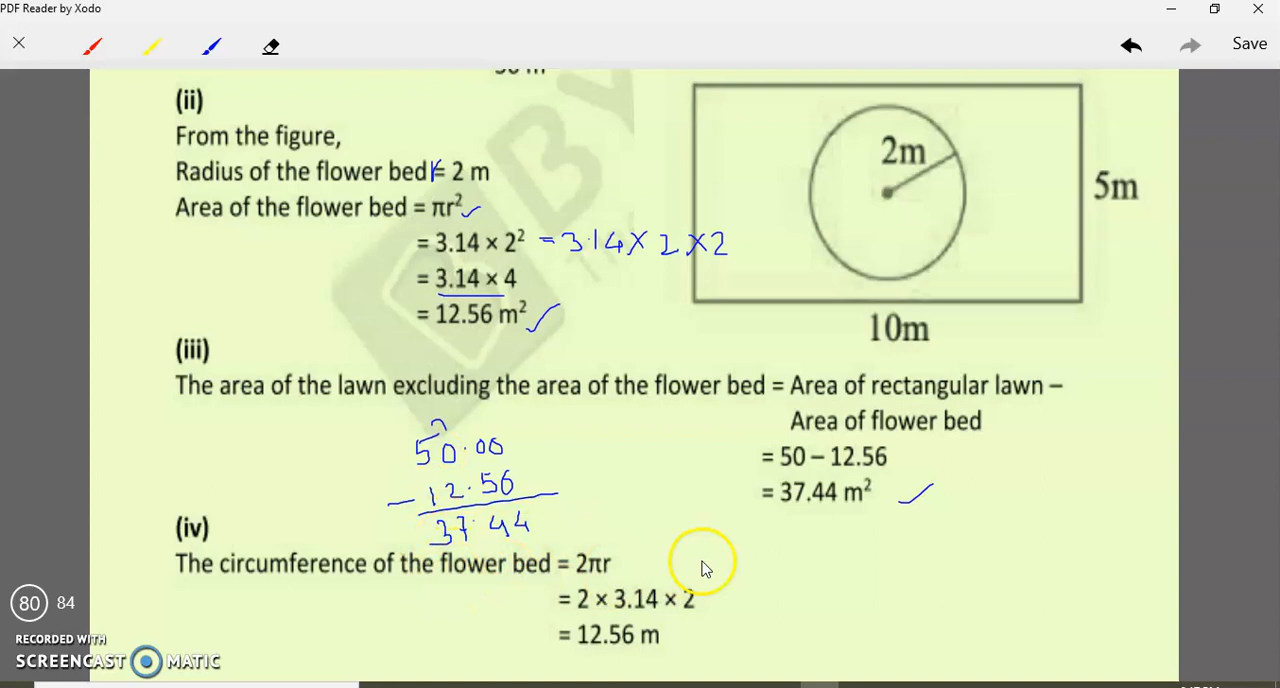 PDF Reader by Xodo
Save
50 m
(ii)
From the figure,
Radius of the flower bed = 2 m
Area of the flower bed = πr²
= 3.14 × 2² = 3.14 × 2 × 2
= 3.14 × 4
= 12.56 m²
2m
5m
10m
(iii)
The area of the lawn excluding the area of the flower bed = Area of rectangular lawn –
Area of flower bed
= 50 – 12.56
= 37.44 m²
50.00
– 12.56
37.44
(iv)
The circumference of the flower bed = 2πr
= 2 × 3.14 × 2
= 12.56 m
80 84
RECORDED WITH
SCREENCAST MATIC